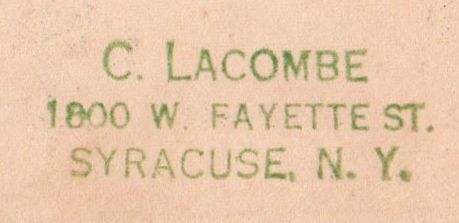 C. LACOMBE
1800 W. FAYETTE ST.
SYRACUSE, N. Y.